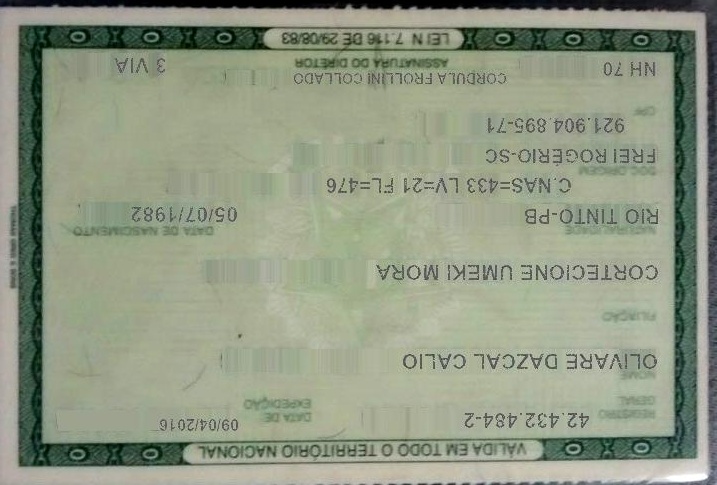 VÁLIDA EM TODO O TERRITÓRIO NACIONAL
REGISTRO GERAL 42.432.484-2 DATA DE EXPEDIÇÃO 09/04/2016
NOME
OLIVARE DAZCAL CALIO
FILIAÇÃO
CORTECIONE UMEKI MORA
NATURALIDADE DATA DE NASCIMENTO
RIO TINTO-PB 05/07/1982
DOC. ORIGEM C.NAS=433 LV=21 FL=476
FREI ROGÉRIO-SC
CPF 921.904.895-71
NH 70 CORDULA FROLLINI COLLADO 3 VIA
ASSINATURA DO DIRETOR
LEI N 7.116 DE 29/08/83